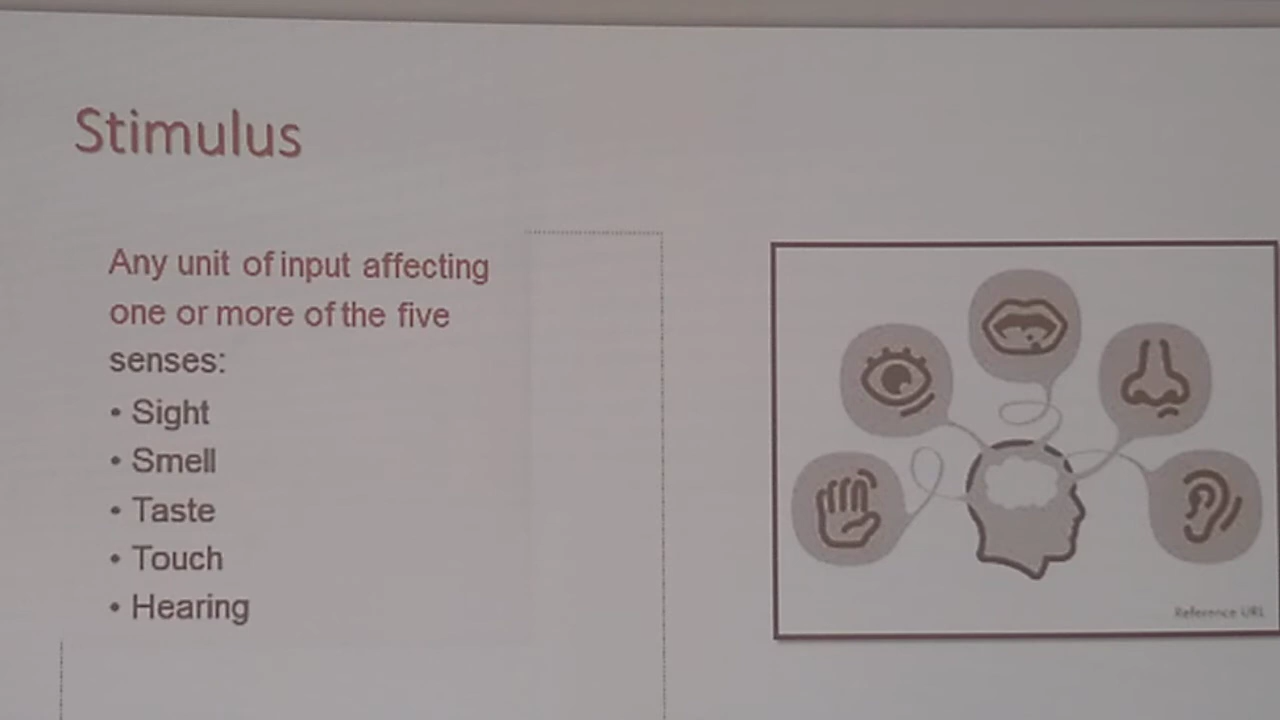 Stimulus
Any unit of input affecting
one or more of the five
senses:
• Sight
• Smell
• Taste
• Touch
• Hearing
Reference URL